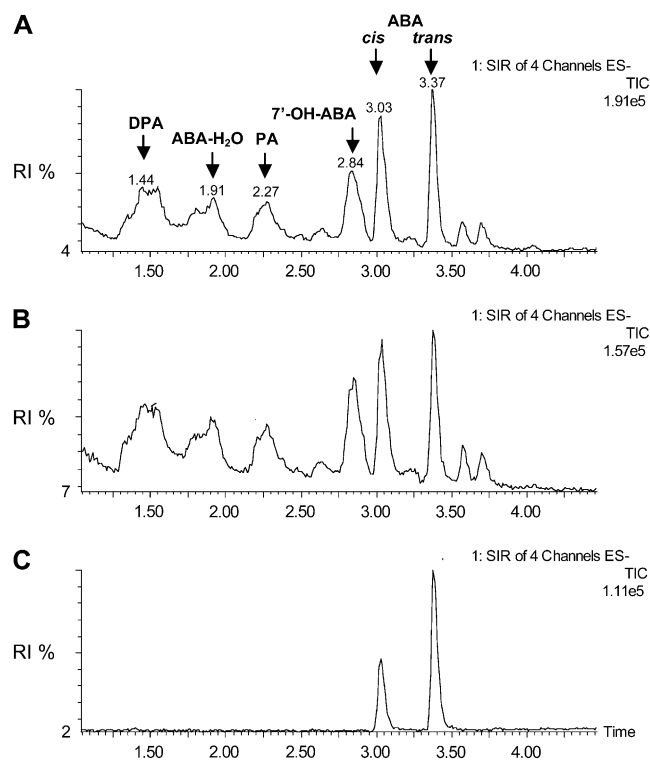 A
ABA
cis trans
1: SIR of 4 Channels ES-
TIC
1.91e5
3.37
3.03
7'-OH-ABA
DPA
ABA-H₂O PA
2.84
1.44
1.91
2.27
RI %
4
1.50 2.00 2.50 3.00 3.50 4.00
B
1: SIR of 4 Channels ES-
TIC
1.57e5
RI %
7
1.50 2.00 2.50 3.00 3.50 4.00
C
1: SIR of 4 Channels ES-
TIC
1.11e5
RI %
2
Time
1.50 2.00 2.50 3.00 3.50 4.00